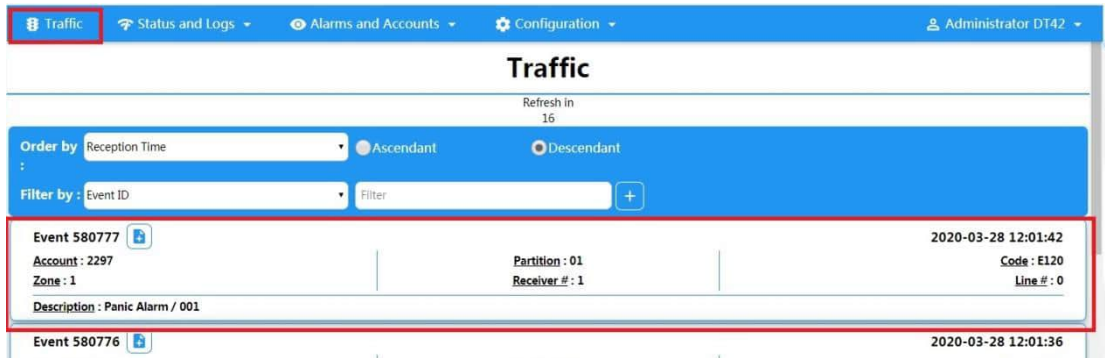 Traffic Status and Logs Alarms and Accounts Configuration Administrator DT42
Traffic
Refresh in
16
Order by : Reception Time Ascendant Descendant
Filter by : Event ID Filter +
Event 580777 2020-03-28 12:01:42
Account : 2297 Partition : 01 Code : E120
Zone : 1 Receiver # : 1 Line # : 0
Description : Panic Alarm / 001
Event 580776 2020-03-28 12:01:36